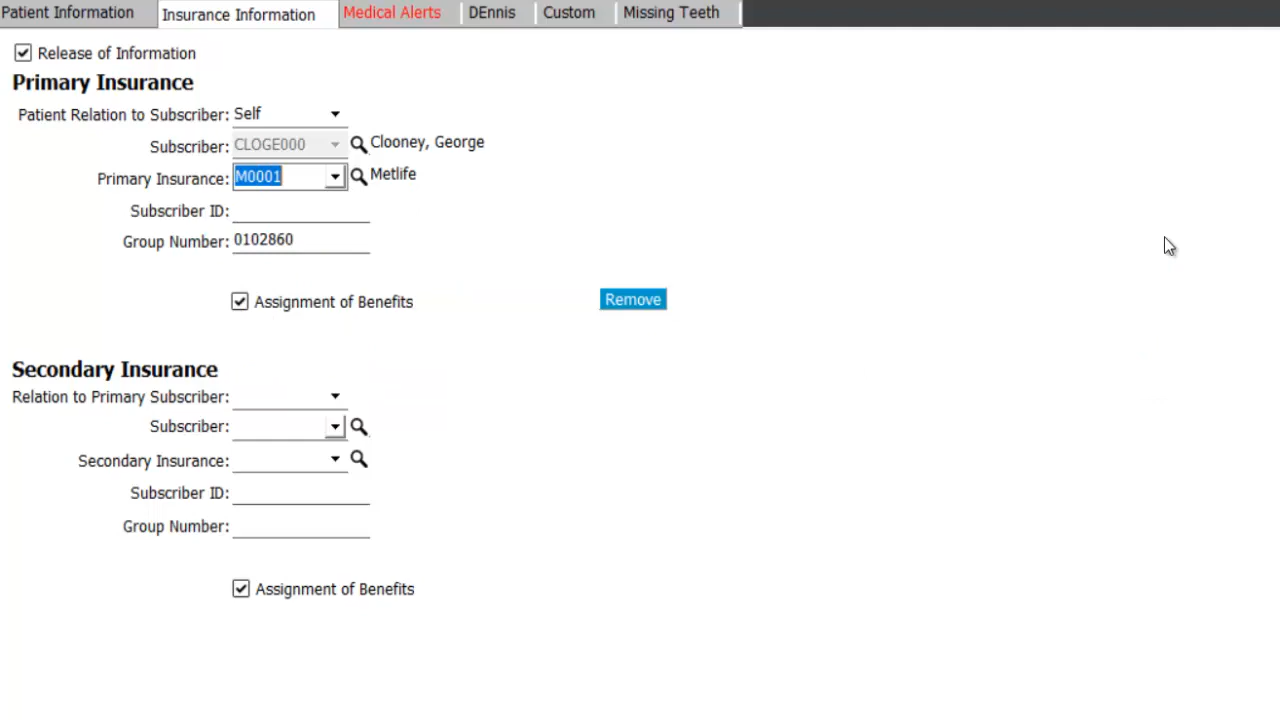 Patient Information Insurance Information Medical Alerts DEnnis Custom Missing Teeth
Release of Information
Primary Insurance
Patient Relation to Subscriber: Self
Subscriber: CLOGE000 Clooney, George
Primary Insurance: M0001 Metlife
Subscriber ID:
Group Number: 0102860
Assignment of Benefits Remove
Secondary Insurance
Relation to Primary Subscriber:
Subscriber:
Secondary Insurance:
Subscriber ID:
Group Number:
Assignment of Benefits